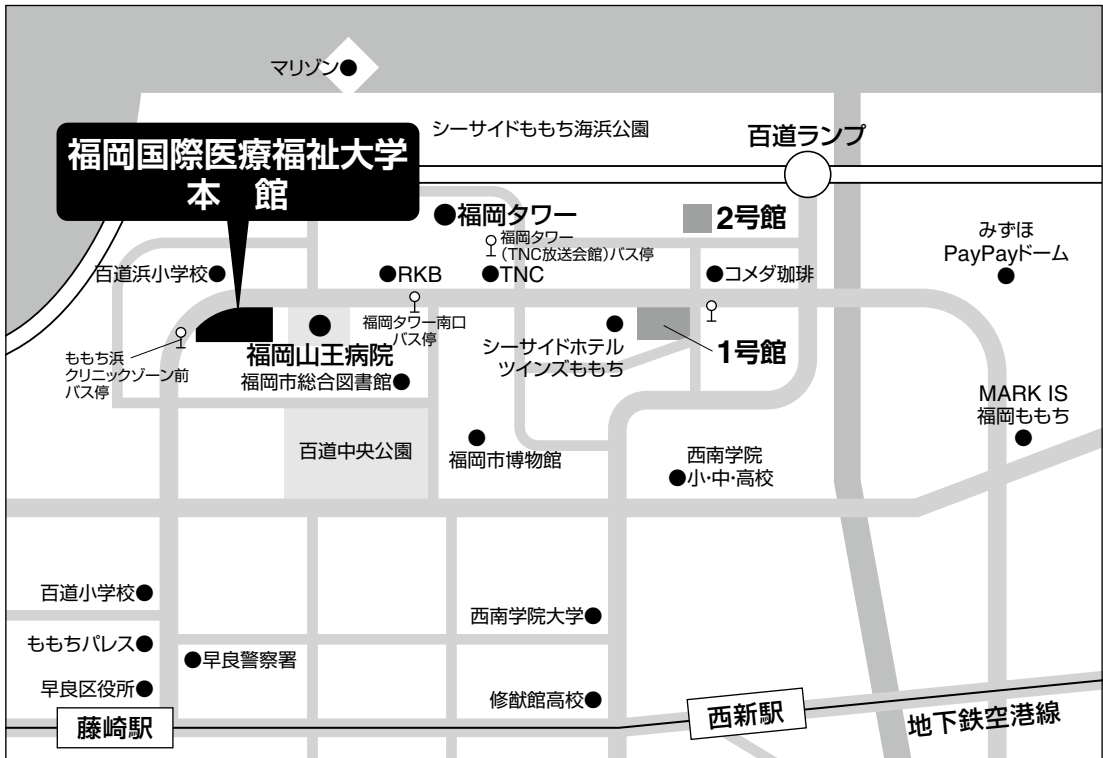 マリゾン
シーサイドももち海浜公園
百道ランプ
福岡国際医療福祉大学
本 館
福岡タワー
2号館
福岡タワー
(TNC放送会館)バス停
みずほ
PayPayドーム
百道浜小学校
RKB
TNC
コメダ珈琲
福岡タワー南口
バス停
ももち浜
クリニックゾーン前
バス停
福岡山王病院
福岡市総合図書館
シーサイドホテル
ツインズももち
1号館
MARK IS
福岡ももち
百道中央公園
福岡市博物館
西南学院
小・中・高校
百道小学校
西南学院大学
ももちパレス
早良警察署
早良区役所
修猷館高校
藤崎駅
西新駅
地下鉄空港線